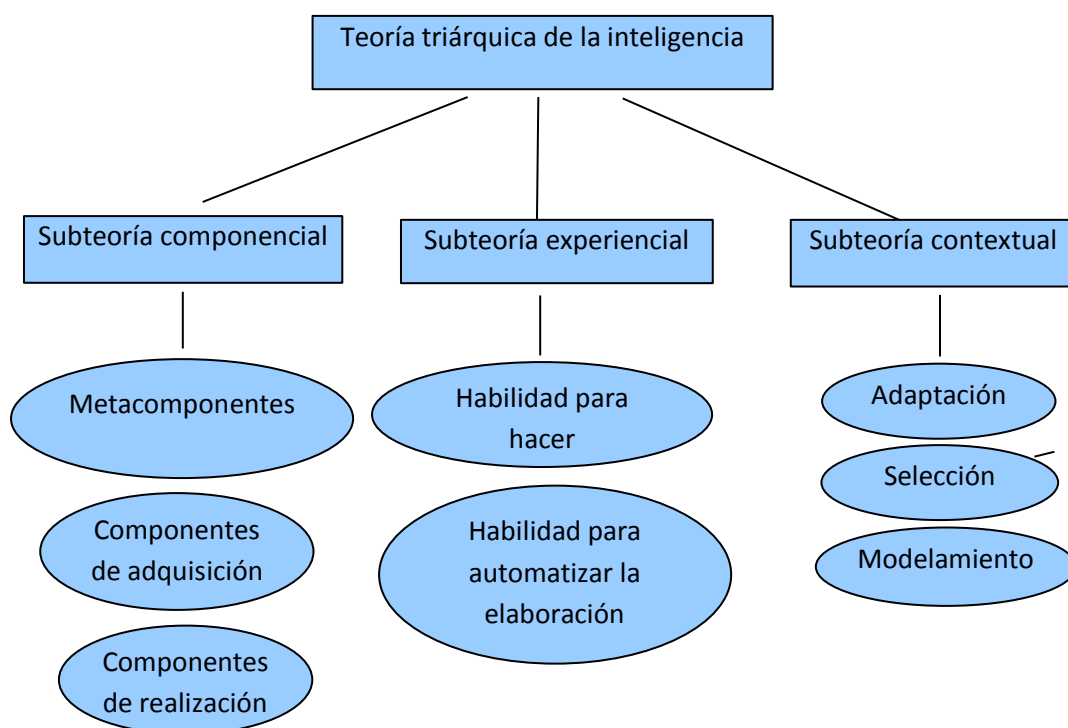 Teoría triárquica de la inteligencia
Subteoría componencial
Subteoría experiencial
Subteoría contextual
Metacomponentes
Componentes
de adquisición
Componentes
de realización
Habilidad para
hacer
Habilidad para
automatizar la
elaboración
Adaptación
Selección
Modelamiento